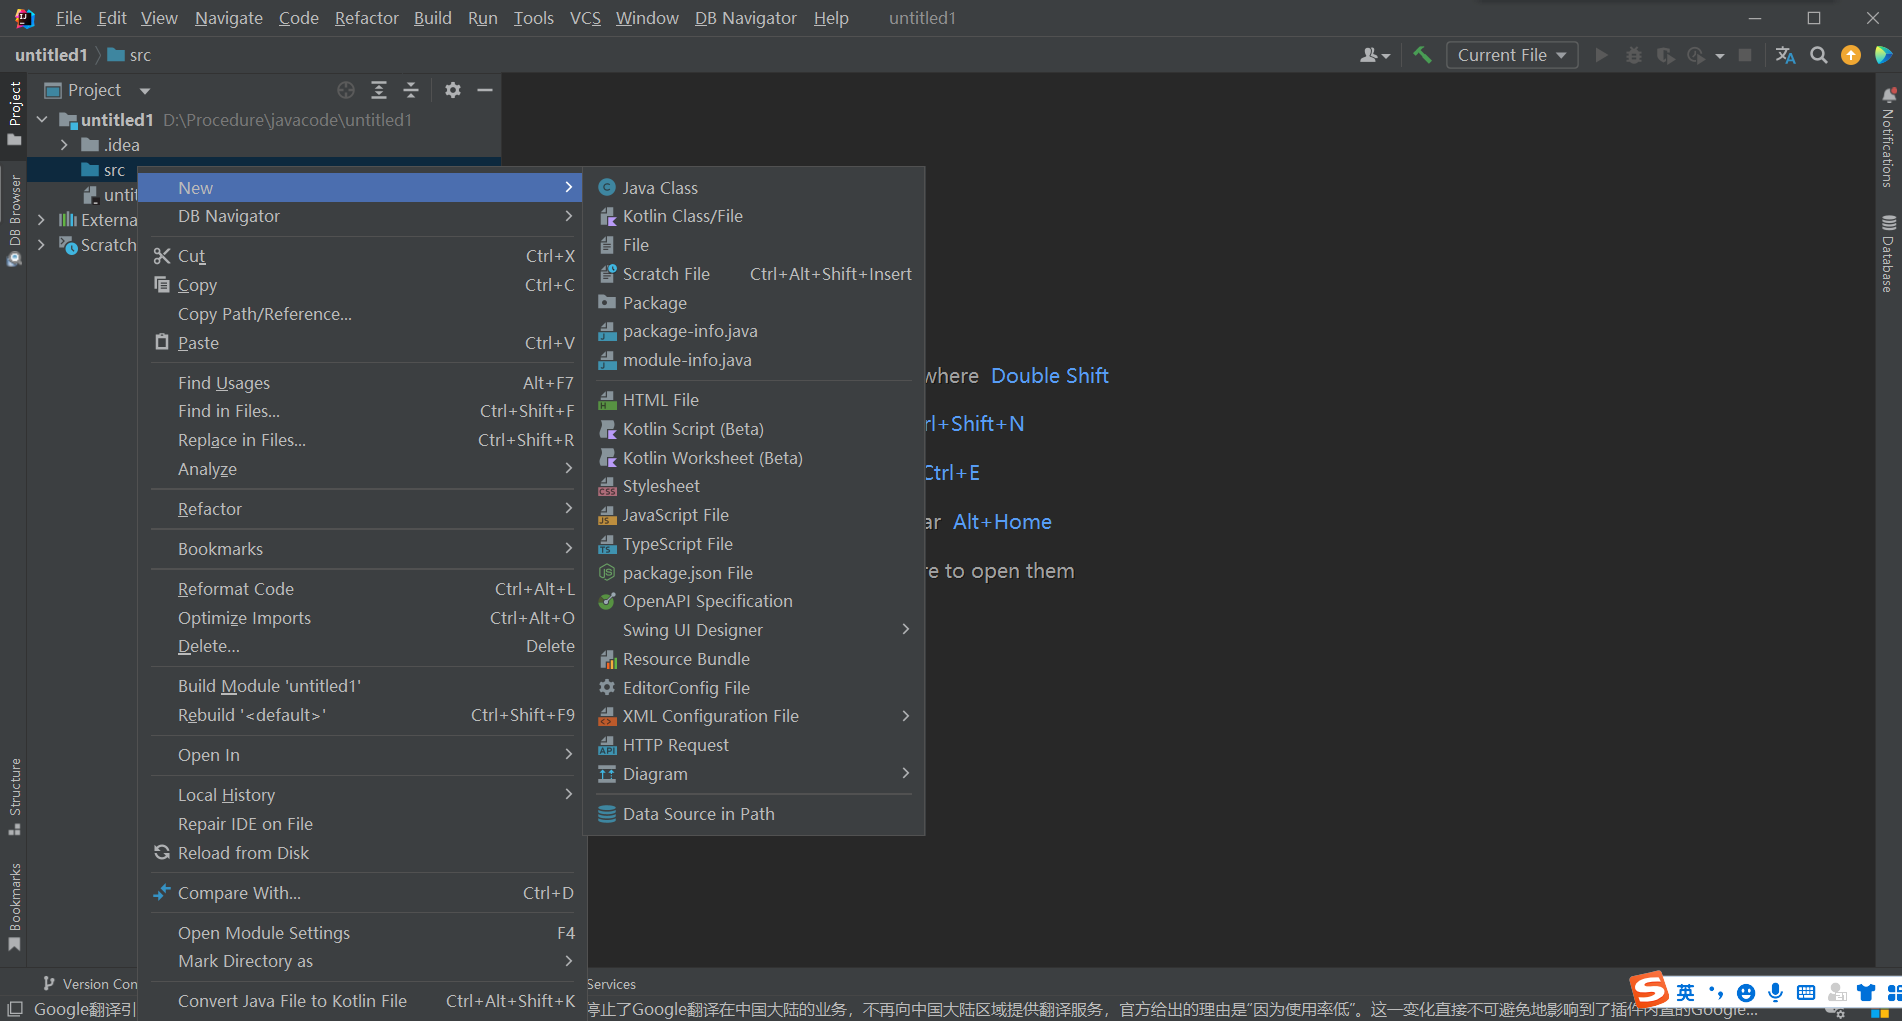 File Edit View Navigate Code Refactor Build Run Tools VCS Window DB Navigator Help untitled1
untitled1 src
Current File
Project
Project
untitled1 D:\Procedure\javacode\untitled1
.idea
src
untit
Externa
Scratch
DB Browser
Structure
Bookmarks
New
DB Navigator
Cut Ctrl+X
Copy Ctrl+C
Copy Path/Reference...
Paste Ctrl+V
Find Usages Alt+F7
Find in Files... Ctrl+Shift+F
Replace in Files... Ctrl+Shift+R
Analyze
Refactor
Bookmarks
Reformat Code Ctrl+Alt+L
Optimize Imports Ctrl+Alt+O
Delete... Delete
Build Module 'untitled1'
Rebuild '<default>' Ctrl+Shift+F9
Open In
Local History
Repair IDE on File
Reload from Disk
Compare With... Ctrl+D
Open Module Settings F4
Mark Directory as
Convert Java File to Kotlin File Ctrl+Alt+Shift+K
Java Class
Kotlin Class/File
File
Scratch File Ctrl+Alt+Shift+Insert
Package
package-info.java
module-info.java
HTML File
Kotlin Script (Beta)
Kotlin Worksheet (Beta)
Stylesheet
JavaScript File
TypeScript File
package.json File
OpenAPI Specification
Swing UI Designer
Resource Bundle
EditorConfig File
XML Configuration File
HTTP Request
Diagram
Data Source in Path
where Double Shift
rl+Shift+N
Ctrl+E
ar Alt+Home
re to open them
Notifications
Database
Version Con
Services
Google翻译引
停止了Google翻译在中国大陆的业务，不再向中国大陆区域提供翻译服务，官方给出的理由是“因为使用率低”。这一变化直接不可避免地影响到了插件内置的Google...
英